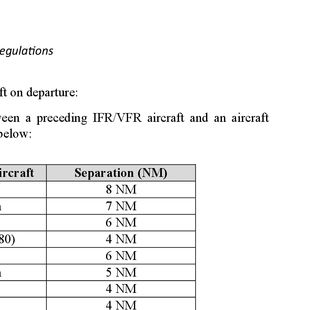 egulations
ft on departure:
een a preceding IFR/VFR aircraft and an aircraft
below:
ircraft Separation (NM)
8 NM
7 NM
6 NM
80) 4 NM
6 NM
5 NM
4 NM
4 NM